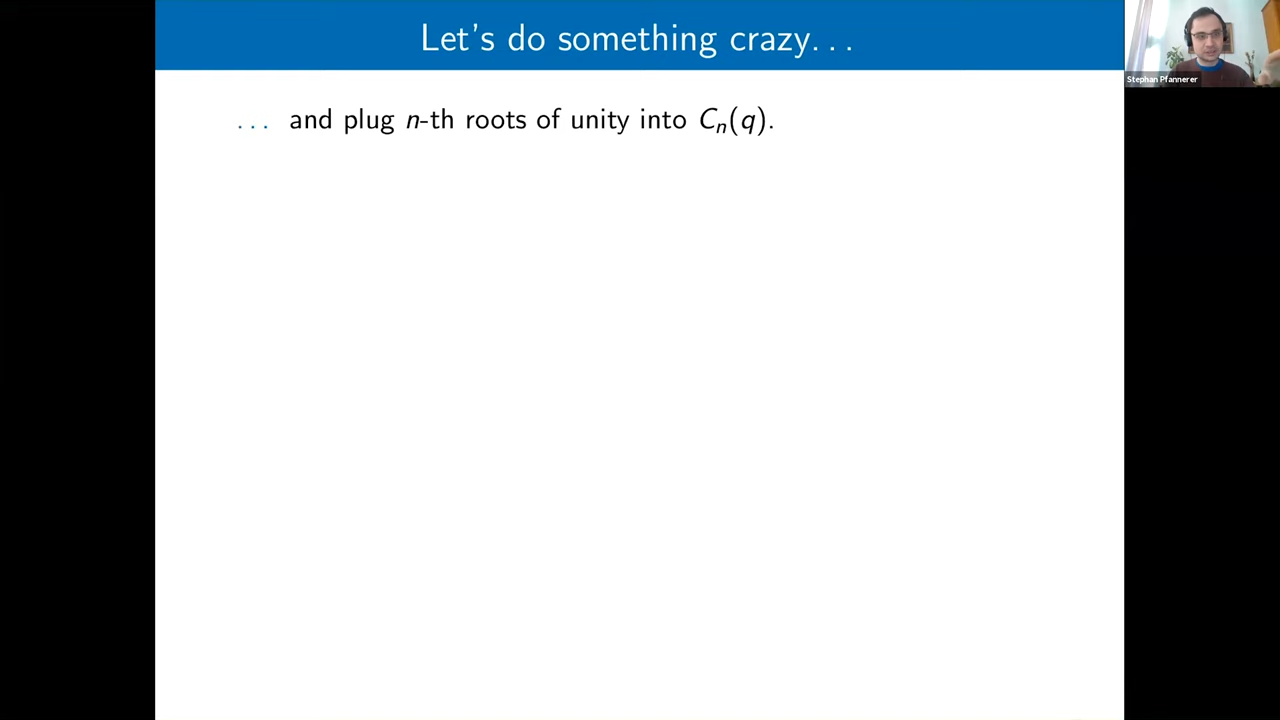 Let's do something crazy...
... and plug n-th roots of unity into Cₙ(q).
Stephan Pfannerer